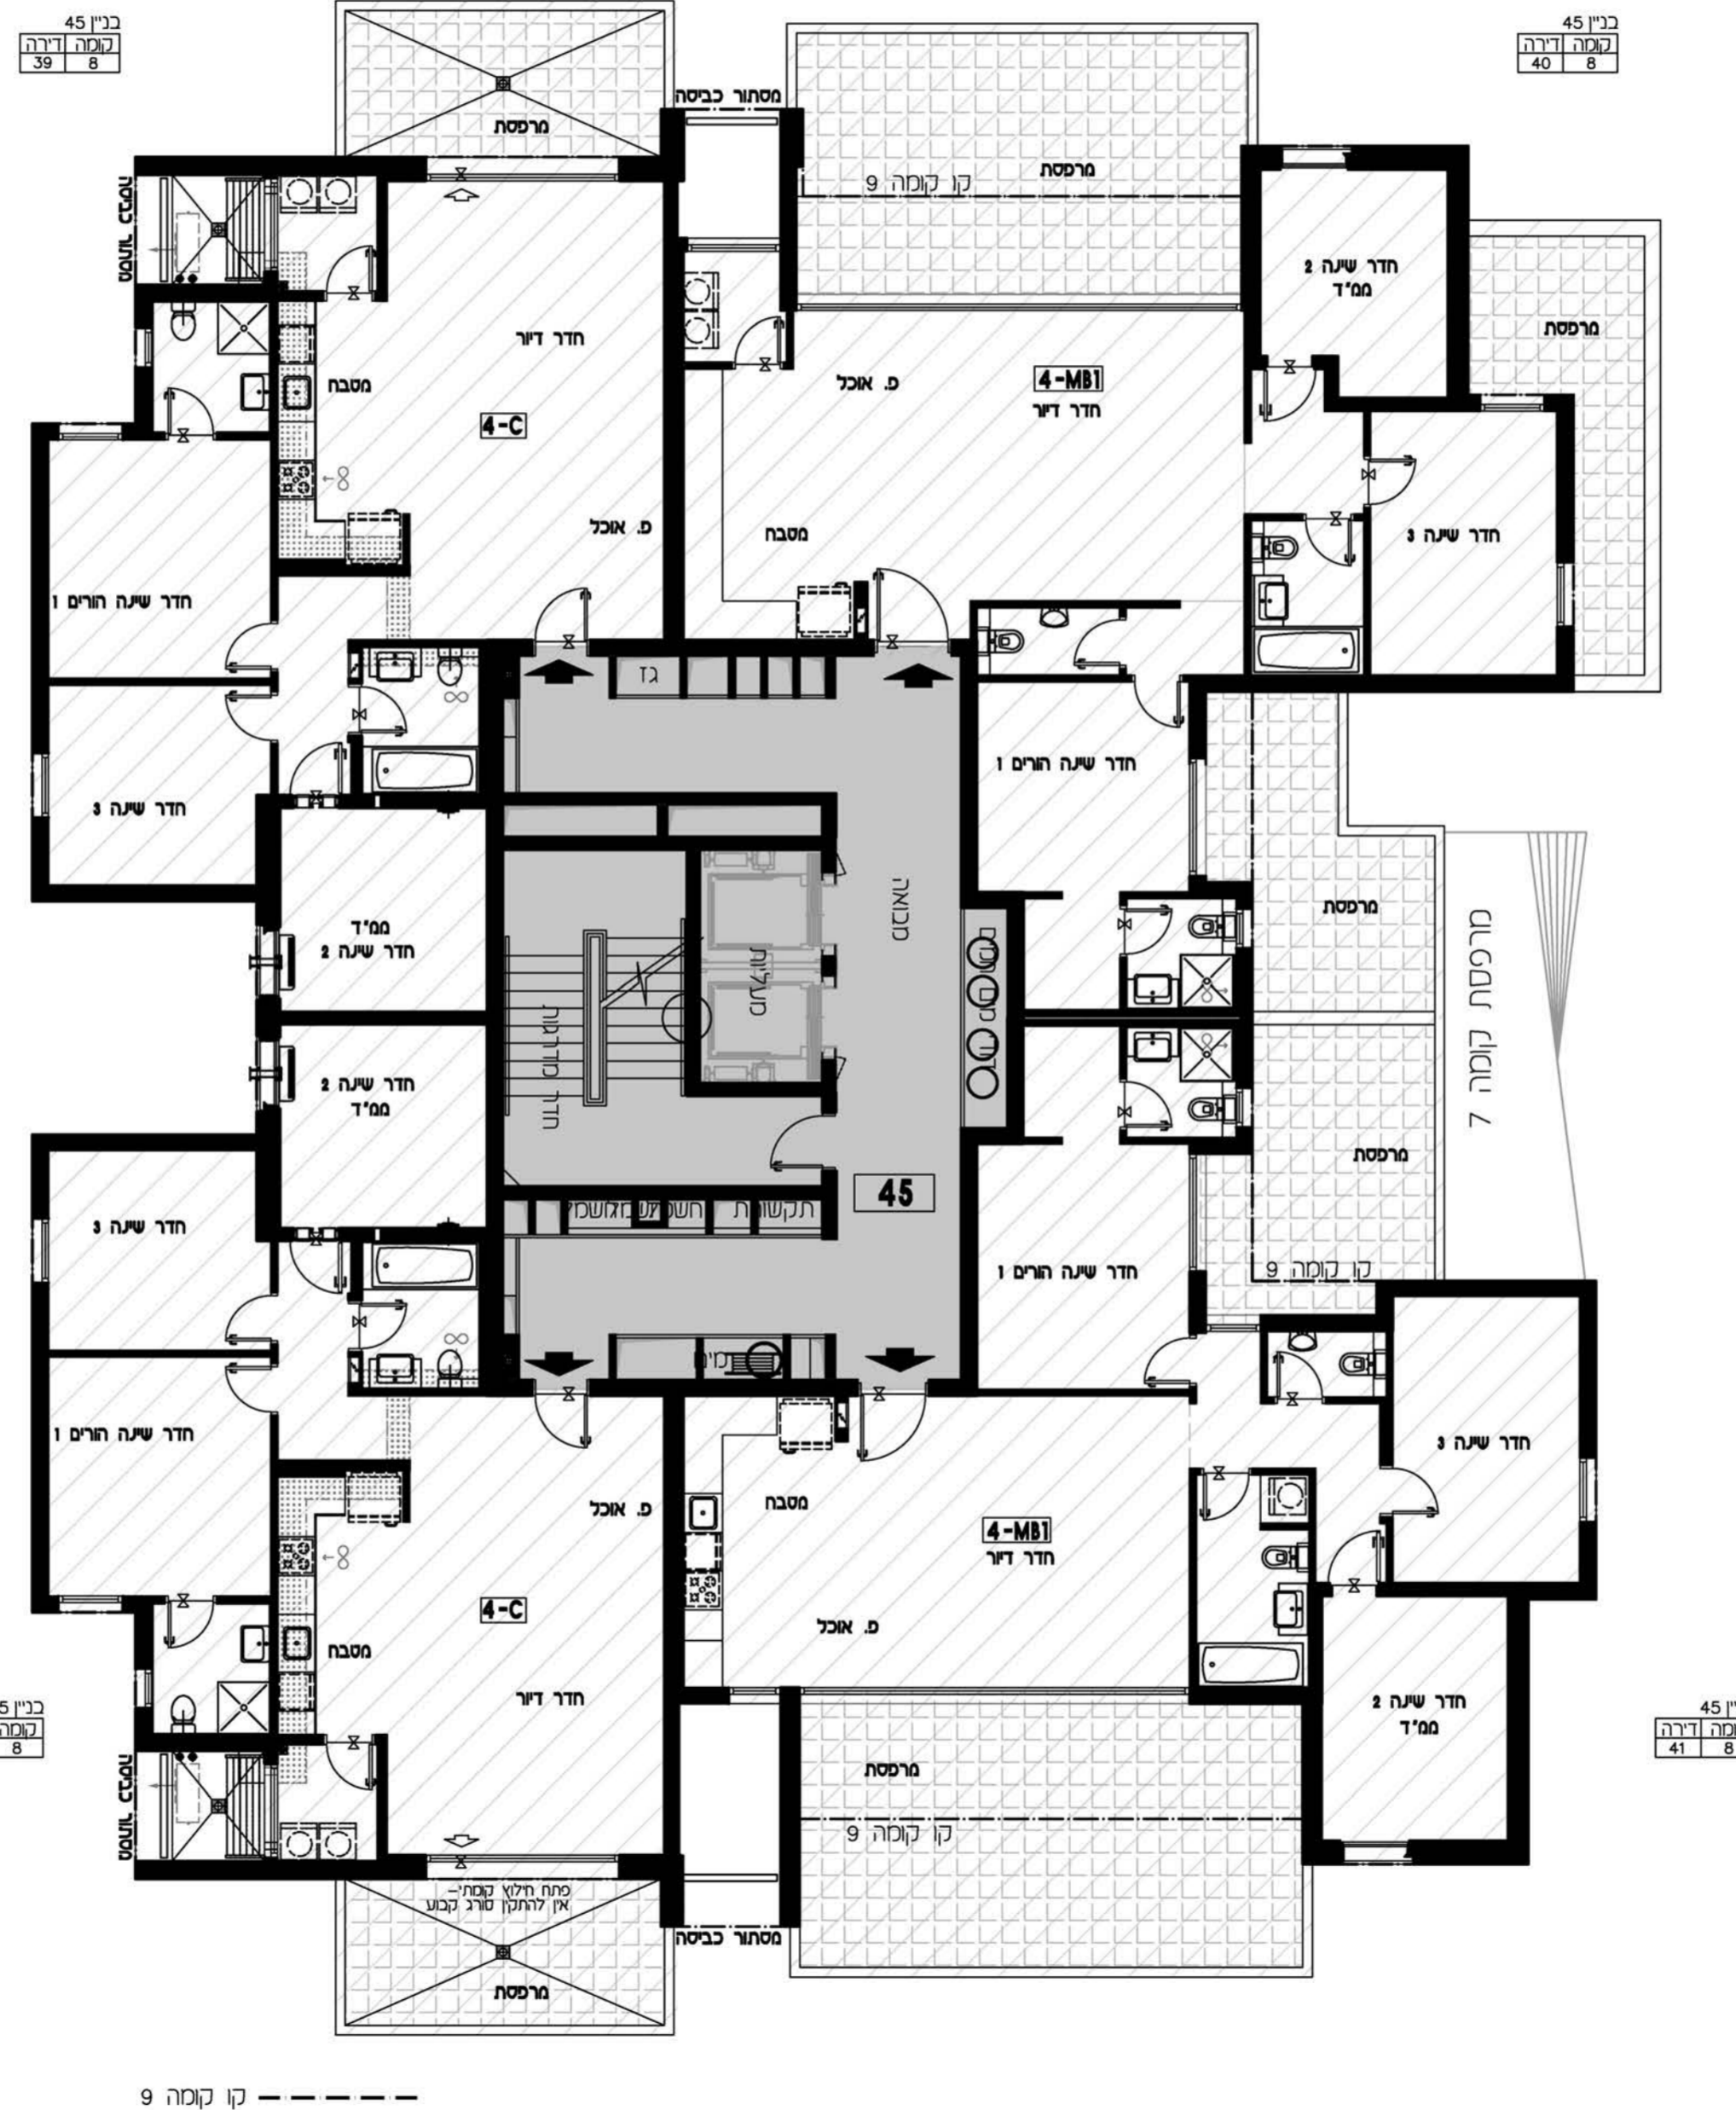 בניין 45
קומה דירה
8 39
בניין 45
קומה דירה
8 40
מרפסת
מסתור כביסה
מרפסת
קו קומה 9
מסתור כביסה
חדר שינה 2
ממ"ד
מרפסת
חדר דיור
מטבח
4-C
פ. אוכל
פ. אוכל
4-MB1
חדר דיור
מטבח
חדר שינה 3
חדר שינה הורים 1
גז
חדר שינה הורים 1
חדר שינה 3
ממ"ד
חדר שינה 2
מבואה
מעליות
חדר מדרגות
מרפסת
מרפסת קומה 7
חדר שינה 2
ממ"ד
מרפסת
45
תקשורת
חשמל
חדר שינה 3
חדר שינה הורים 1
קו קומה 9
מים
חדר שינה הורים 1
חדר שינה 3
פ. אוכל
מטבח
4-MB1
חדר דיור
4-C
מטבח
פ. אוכל
חדר דיור
חדר שינה 2
ממ"ד
קומה
8
45
דירה
41 8
מרפסת
קו קומה 9
מסתור כביסה
פתח חילוץ קומתי-
אין להתקין סורג קבוע
מסתור כביסה
מרפסת
קו קומה 9